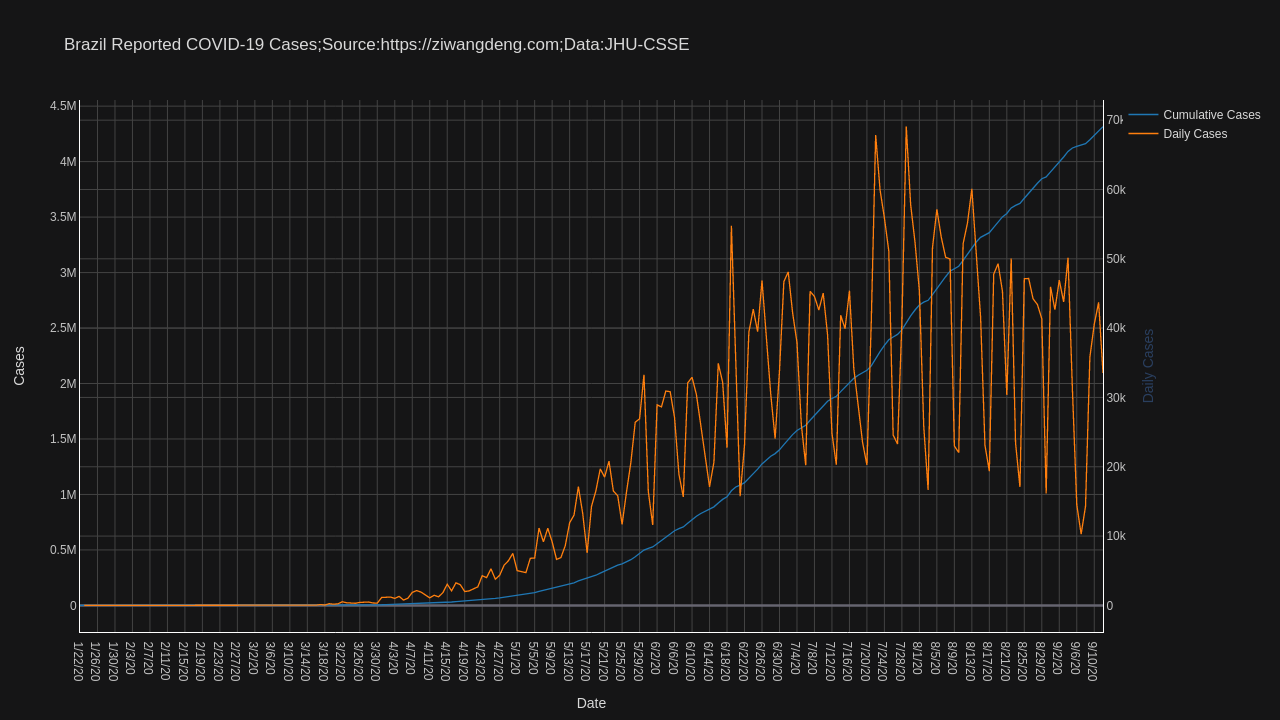 Brazil Reported COVID-19 Cases;Source:https://ziwangdeng.com;Data:JHU-CSSE
Cumulative Cases
Daily Cases
4.5M
4M
3.5M
3M
2.5M
2M
1.5M
1M
0.5M
0
Cases
70k
60k
50k
40k
30k
20k
10k
0
Daily Cases
1/22/20
1/26/20
1/30/20
2/3/20
2/7/20
2/11/20
2/15/20
2/19/20
2/23/20
2/27/20
3/2/20
3/6/20
3/10/20
3/14/20
3/18/20
3/22/20
3/26/20
3/30/20
4/3/20
4/7/20
4/11/20
4/15/20
4/19/20
4/23/20
4/27/20
5/1/20
5/5/20
5/9/20
5/13/20
5/17/20
5/21/20
5/25/20
5/29/20
6/2/20
6/6/20
6/10/20
6/14/20
6/18/20
6/22/20
6/26/20
6/30/20
7/4/20
7/8/20
7/12/20
7/16/20
7/20/20
7/24/20
7/28/20
8/1/20
8/5/20
8/9/20
8/13/20
8/17/20
8/21/20
8/25/20
8/29/20
9/2/20
9/6/20
9/10/20
Date